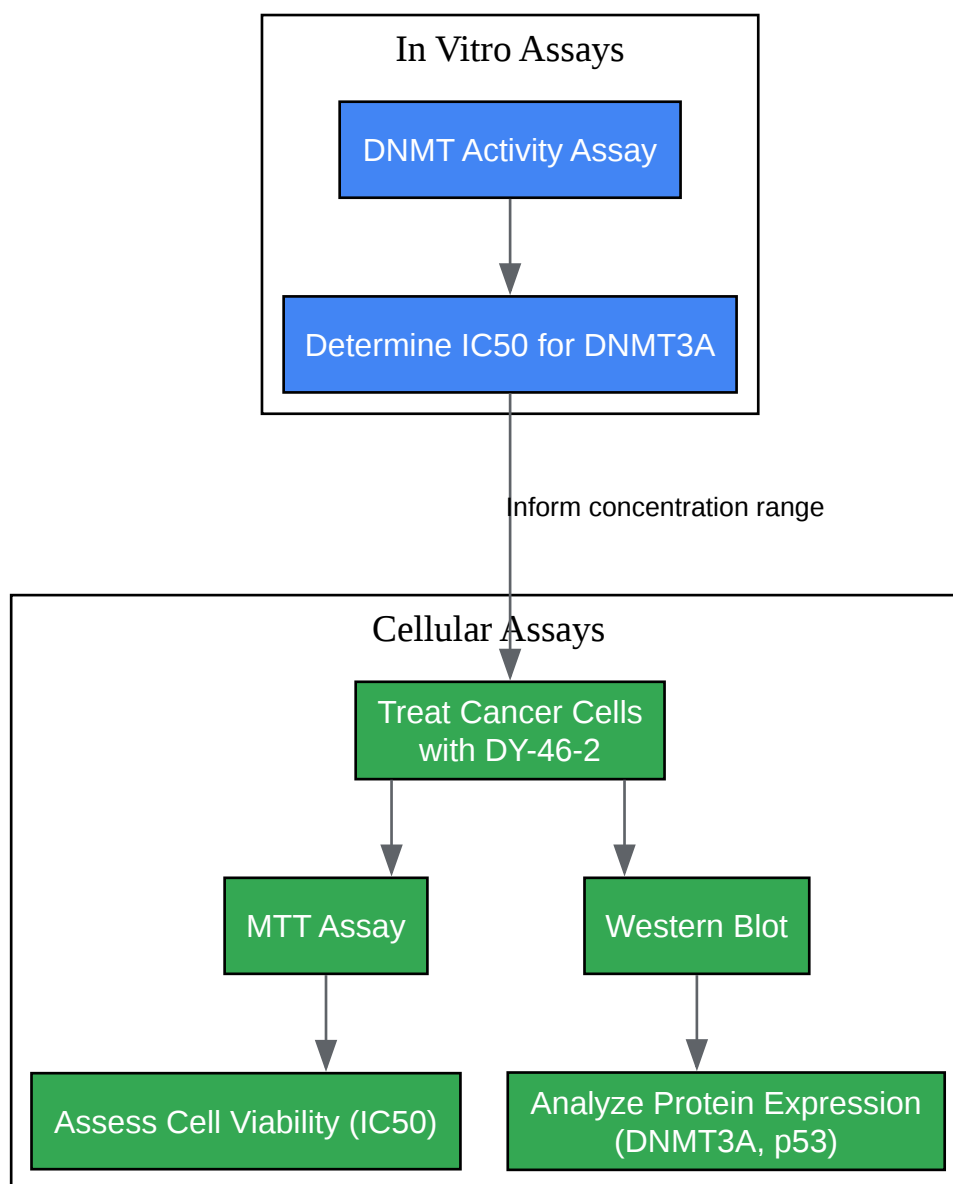 In Vitro Assays
DNMT Activity Assay
Determine IC50 for DNMT3A
Inform concentration range
Cellular Assays
Treat Cancer Cells
with DY-46-2
MTT Assay
Western Blot
Assess Cell Viability (IC50)
Analyze Protein Expression
(DNMT3A, p53)